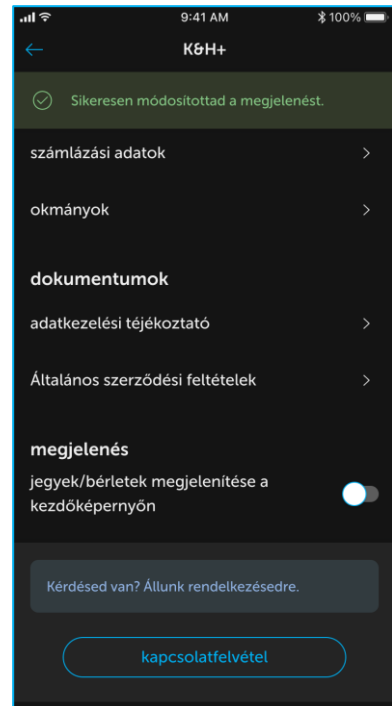 9:41 AM
100%
K&H+
Sikeresen módosítottad a megjelenést.
számlázási adatok
okmányok
dokumentumok
adatkezelési téjékoztató
Általános szerződési feltételek
megjelenés
jegyek/bérletek megjelenítése a
kezdőképernyőn
Kérdésed van? Állunk rendelkezésedre.
kapcsolatfelvétel